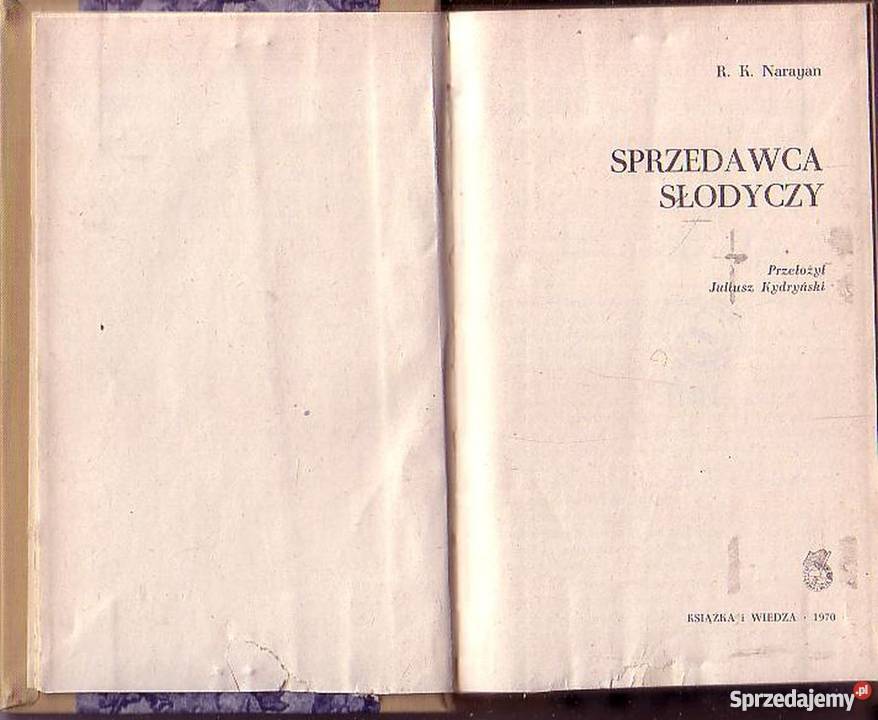 R. K. Narayan
SPRZEDAWCA
SŁODYCZY
Przełożył
Juliusz Kydryński
KSIĄŻKA i WIEDZA · 1970
Sprzedajemy.pl